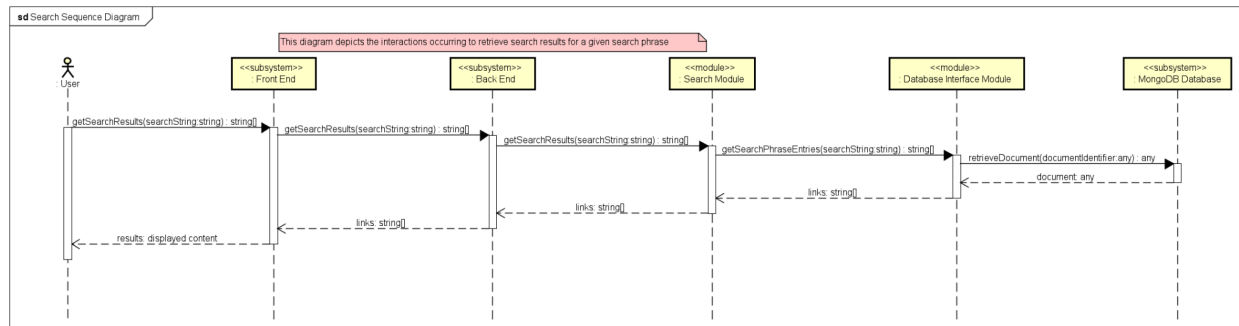 sd Search Sequence Diagram
This diagram depicts the interactions occurring to retrieve search results for a given search phrase
: User
<<subsystem>>
: Front End
<<subsystem>>
: Back End
<<module>>
: Search Module
<<module>>
: Database Interface Module
<<subsystem>>
: MongoDB Database
getSearchResults(searchString:string) : string[]
getSearchResults(searchString:string) : string[]
getSearchResults(searchString:string) : string[]
getSearchPhraseEntries(searchString:string) : string[]
retrieveDocument(documentIdentifier:any) : any
document: any
links: string[]
links: string[]
links: string[]
results: displayed content